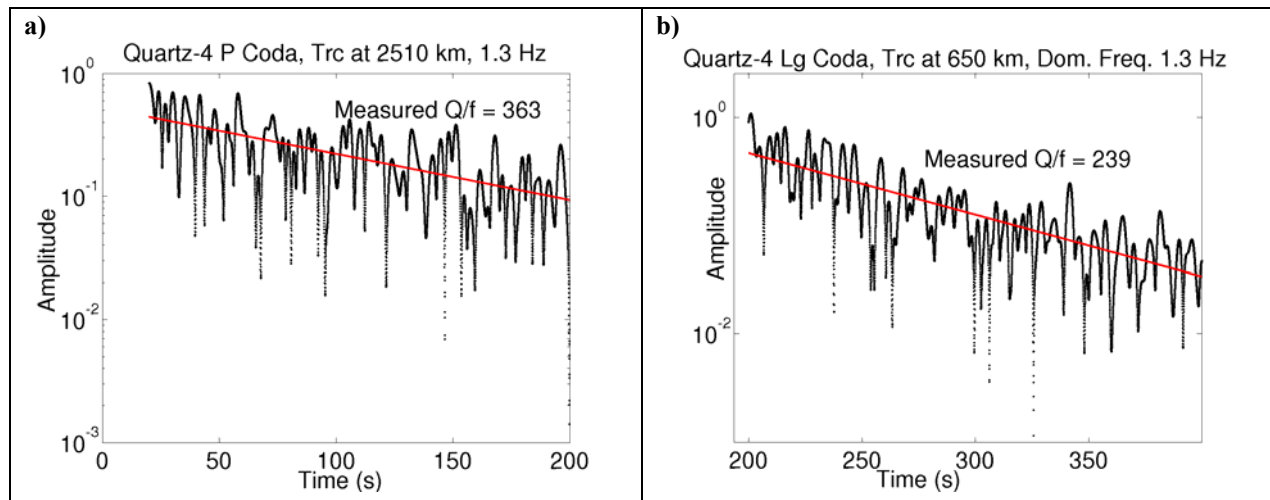 a)
Quartz-4 P Coda, Trc at 2510 km, 1.3 Hz
Measured Q/f = 363
Amplitude
10^0
10^-1
10^-2
10^-3
0 50 100 150 200
Time (s)
b)
Quartz-4 Lg Coda, Trc at 650 km, Dom. Freq. 1.3 Hz
Measured Q/f = 239
Amplitude
10^0
10^-2
200 250 300 350
Time (s)